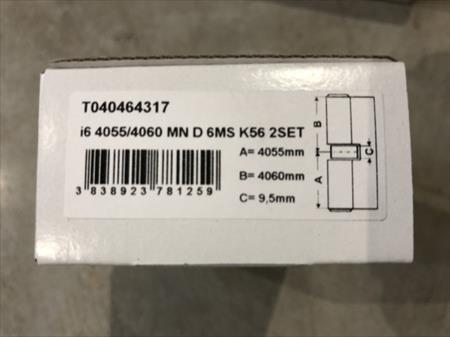 T040464317
i6 4055/4060 MN D 6MS K56 2SET
A= 4055mm
B= 4060mm
C= 9,5mm
3 838923 781259
B
C
A